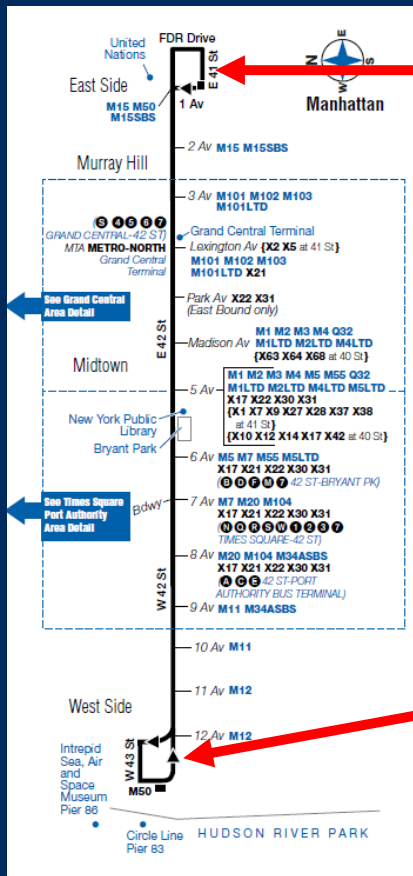 United
Nations
FDR Drive
E 41 St
N
E
S
W
Manhattan
East Side
M15 M50
M15SBS
1 Av
2 Av M15 M15SBS
Murray Hill
3 Av M101 M102 M103
M101LTD
(S 4 5 6 7
GRAND CENTRAL-42 ST)
MTA METRO-NORTH
Grand Central
Terminal
Grand Central Terminal
Lexington Av {X2 X5 at 41 St}
M101 M102 M103
M101LTD X21
See Grand Central
Area Detail
Park Av X22 X31
(East Bound only)
E 42 St
M1 M2 M3 M4 Q32
Madison Av M1LTD M2LTD M4LTD
{X63 X64 X68 at 40 St}
Midtown
5 Av
M1 M2 M3 M4 M5 M55 Q32
M1LTD M2LTD M4LTD M5LTD
X17 X22 X30 X31
{X1 X7 X9 X27 X28 X37 X38
at 41 St}
{X10 X12 X14 X17 X42 at 40 St}
New York Public
Library
Bryant Park
6 Av M5 M7 M55 M5LTD
X17 X21 X22 X30 X31
(B D F M 7 42 ST-BRYANT PK)
See Times Square
Port Authority
Area Detail
Bdwy
7 Av M7 M20 M104
X17 X21 X22 X30 X31
(N Q R S W 1 2 3 7
TIMES SQUARE-42 ST)
8 Av M20 M104 M34ASBS
X17 X21 X22 X30 X31
(A C E 42 ST-PORT
AUTHORITY BUS TERMINAL)
W 42 St
9 Av M11 M34ASBS
10 Av M11
11 Av M12
West Side
12 Av M12
W 43 St
M50
Intrepid
Sea, Air
and
Space
Museum
Pier 86
Circle Line
Pier 83
HUDSON RIVER PARK